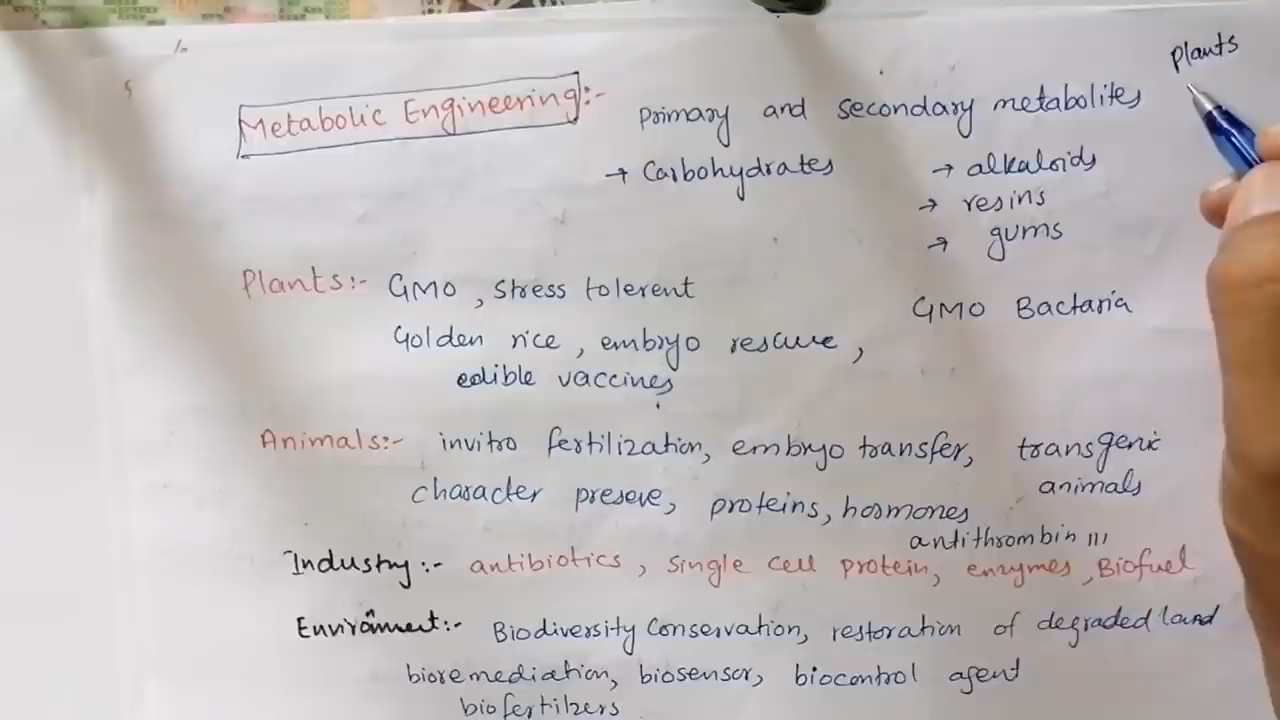 Plants
Metabolic Engineering:- Primary and secondary metabolites
→ Carbohydrates → alkaloids
→ resins
→ gums
Plants:- GMO, stress tolerent
GMO Bactaria
Golden rice, embryo rescue,
edible vaccines
Animals:- invitro fertilization, embryo transfer, transgenic
animals
character preseve, proteins, hormones
antithrombin III
Industry:- antibiotics, single cell protein, enzymes, Biofuel
Envirnment:- Biodiversity Conservation, restoration of degraded land
bioremediation, biosensor, biocontrol agent
biofertilzers